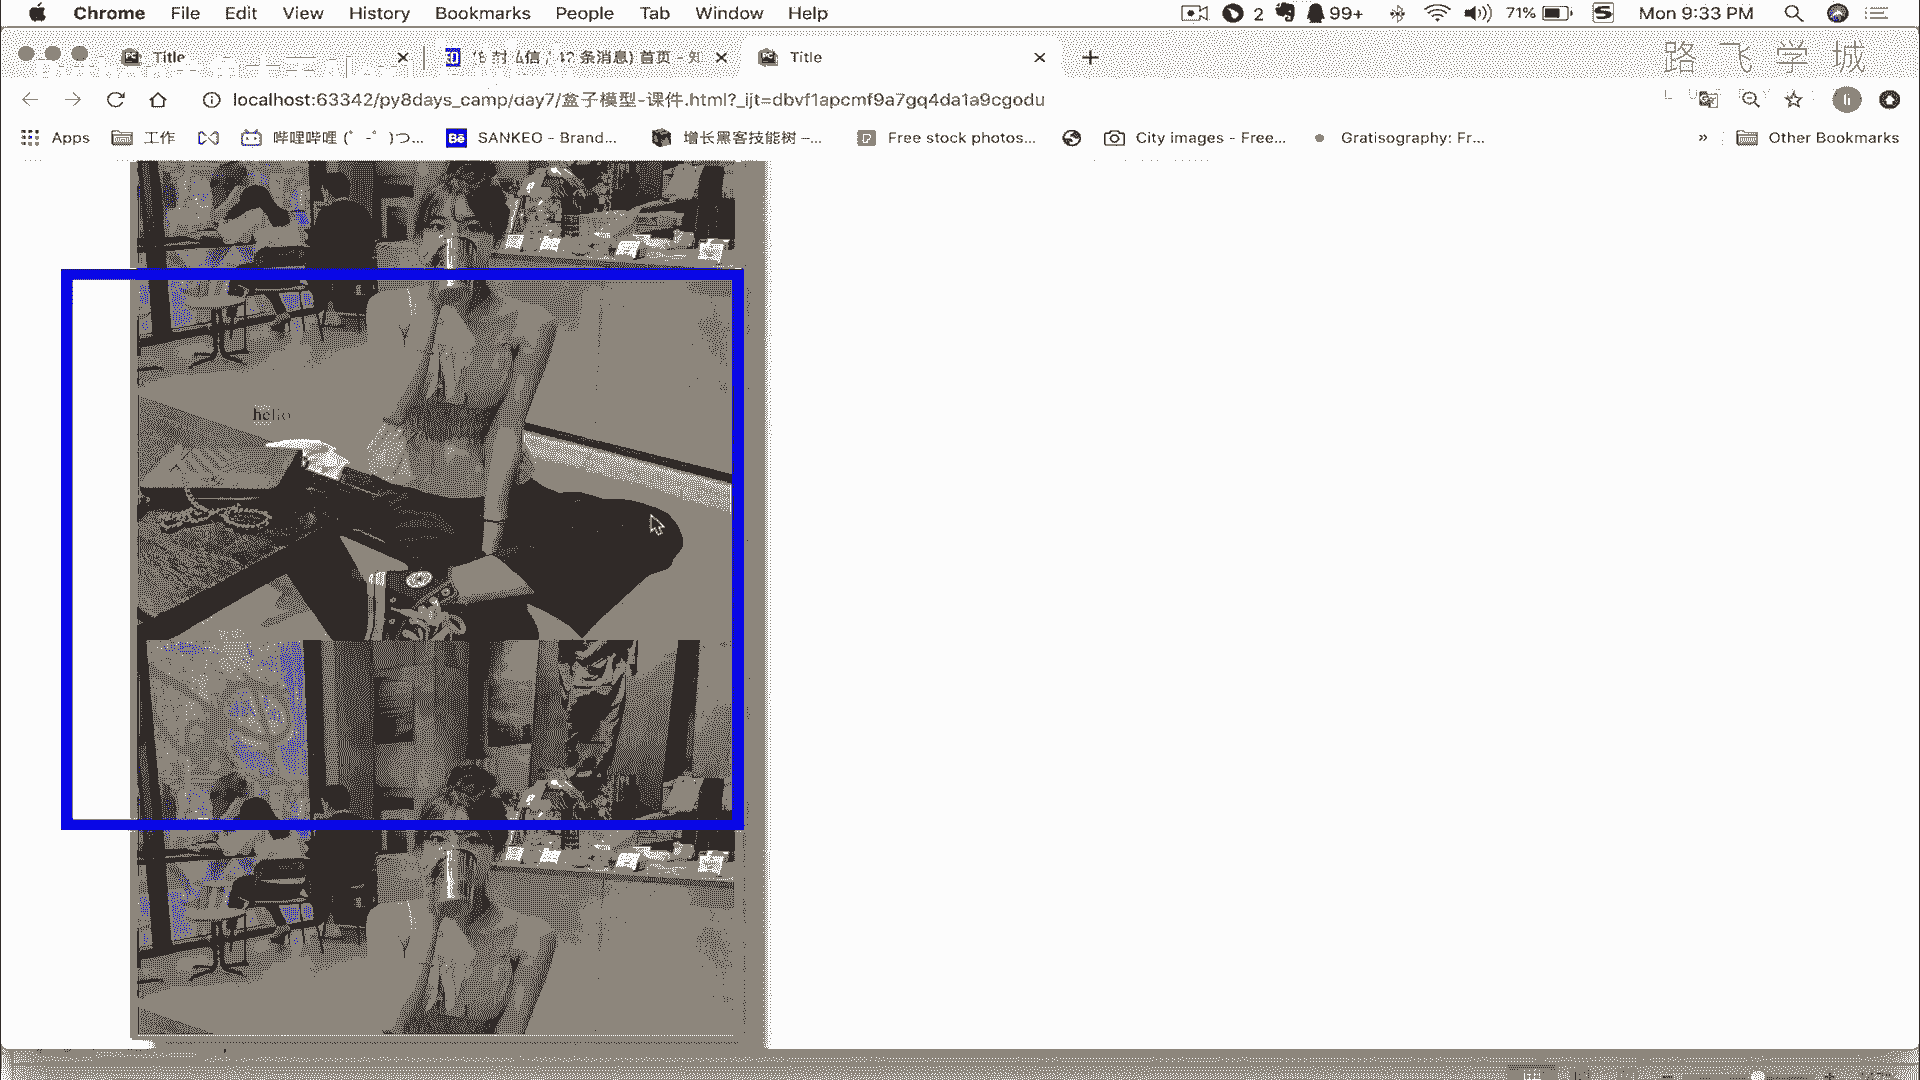 Chrome File Edit View History Bookmarks People Tab Window Help 2 99+ 71% Mon 9:33 PM
Title 条消息) 首页 - 知 Title 路飞学城
localhost:63342/py8days_camp/day7/盒子模型-课件.html?_ijt=dbvf1apcmf9a7gq4da1a9cgodu
Apps 工作 哔哩哔哩 (゜-゜)つ... Bē SANKEO - Brand... 增长黑客技能树 –... Free stock photos... City images - Free... Gratisography: Fr... » Other Bookmarks
hello